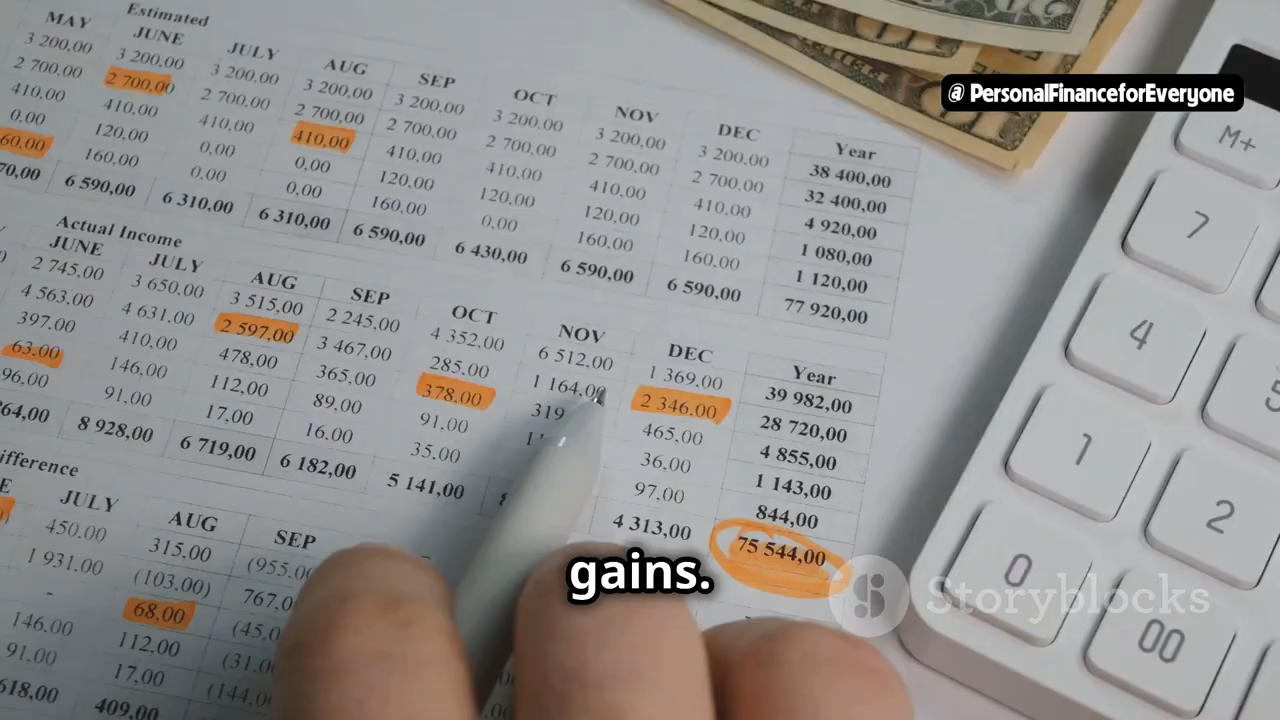 Estimated
MAY JUNE JULY AUG SEP OCT NOV DEC Year
3 200,00 3 200.00 3 200.00 3 200,00 3 200,00 3 200.00 3 200,00 3 200.00 38 400,00
2 700,00 2 700,00 2 700,00 2 700,00 2 700,00 2 700,00 2 700,00 2 700,00 32 400,00
410,00 410,00 410,00 410,00 410,00 410,00 410,00 410,00 4 920,00
0,00 120,00 0,00 0,00 120,00 120,00 120,00 120,00 1 080,00
160,00 0,00 0,00 160,00 0,00 160,00 160,00 1 120,00
6 590,00 6 310,00 6 310,00 6 590,00 6 430,00 6 590,00 6 590,00 77 920,00
Actual Income
JUNE JULY AUG SEP OCT NOV DEC Year
2 745.00 3 650.00 3 515,00 2 245.00 4 352.00 6 512,00 1 369.00 39 982,00
4 563.00 4 631.00 2 597.00 3 467,00 285.00 1 164,00 2 346.00 28 720,00
397.00 410,00 478,00 365,00 378.00 319 465,00 4 855,00
63.00 146,00 112,00 89,00 91.00 36,00 1 143,00
91.00 17,00 16.00 35.00 97,00 844,00
8 928,00 6 719,00 6 182,00 5 141,00 4 313,00 75 544,00
JULY AUG SEP
450.00 315,00
1 931.00 (103.00) 767,0
- 68,00
146.00 112,00
91.00 17,00
409,00
@ PersonalFinanceforEveryone
gains.
Storyblocks
M+
7
4
1
2
0
00